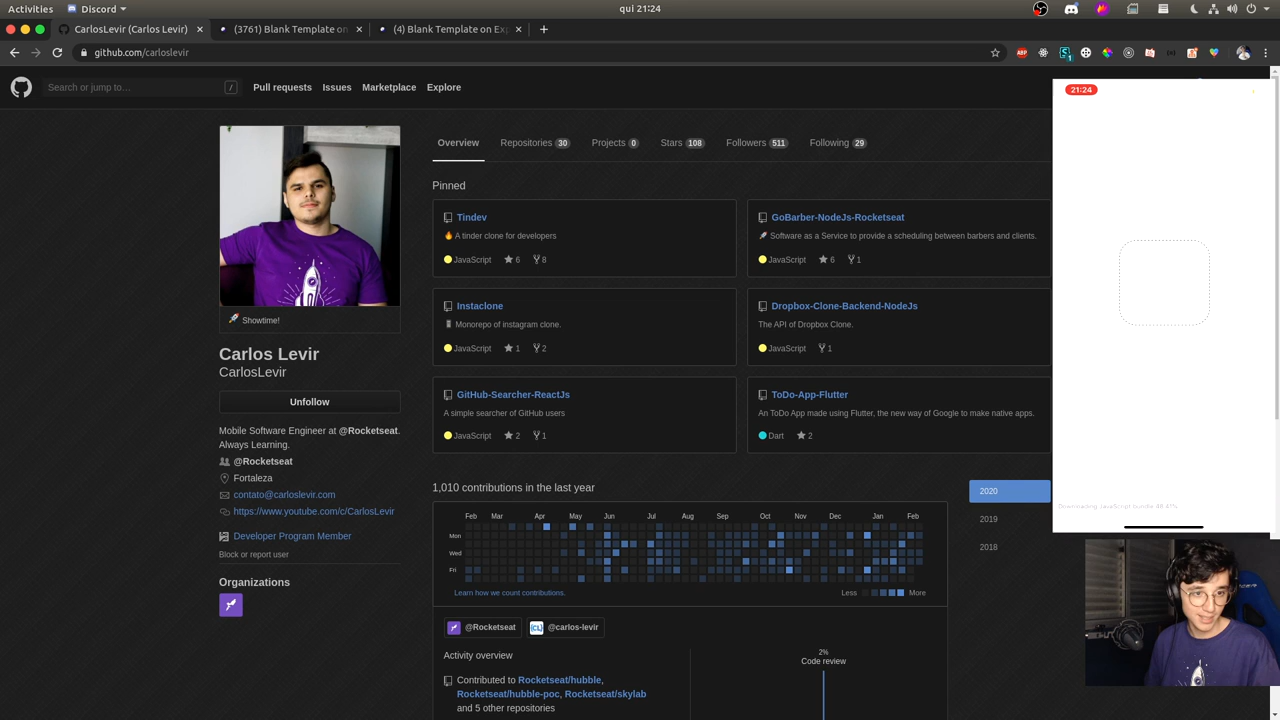 Activities
Discord
qui 21:24
CarlosLevir (Carlos Levir)
(3761) Blank Template on
(4) Blank Template on Exp
github.com/carloslevir
ABP
1
Search or jump to…
/
Pull requests
Issues
Marketplace
Explore
21:24
Overview
Repositories 30
Projects 0
Stars 108
Followers 511
Following 29
Pinned
Tindev
🔥 A tinder clone for developers
JavaScript 6 8
GoBarber-NodeJs-Rocketseat
🚀 Software as a Service to provide a scheduling between barbers and clients.
JavaScript 6 1
Instaclone
Monorepo of instagram clone.
JavaScript 1 2
Dropbox-Clone-Backend-NodeJs
The API of Dropbox Clone.
JavaScript 1
GitHub-Searcher-ReactJs
A simple searcher of GitHub users
JavaScript 2 1
ToDo-App-Flutter
An ToDo App made using Flutter, the new way of Google to make native apps.
Dart 2
🚀 Showtime!
Carlos Levir
CarlosLevir
Unfollow
Mobile Software Engineer at @Rocketseat.
Always Learning.
@Rocketseat
Fortaleza
contato@carloslevir.com
https://www.youtube.com/c/CarlosLevir
Developer Program Member
Block or report user
Organizations
1,010 contributions in the last year
2020
2019
2018
Feb Mar Apr May Jun Jul Aug Sep Oct Nov Dec Jan Feb
Mon
Wed
Fri
Learn how we count contributions.
Less
More
@Rocketseat
@carlos-levir
Activity overview
Contributed to Rocketseat/hubble,
Rocketseat/hubble-poc, Rocketseat/skylab
and 5 other repositories
2%
Code review
Downloading JavaScript bundle 48.41%